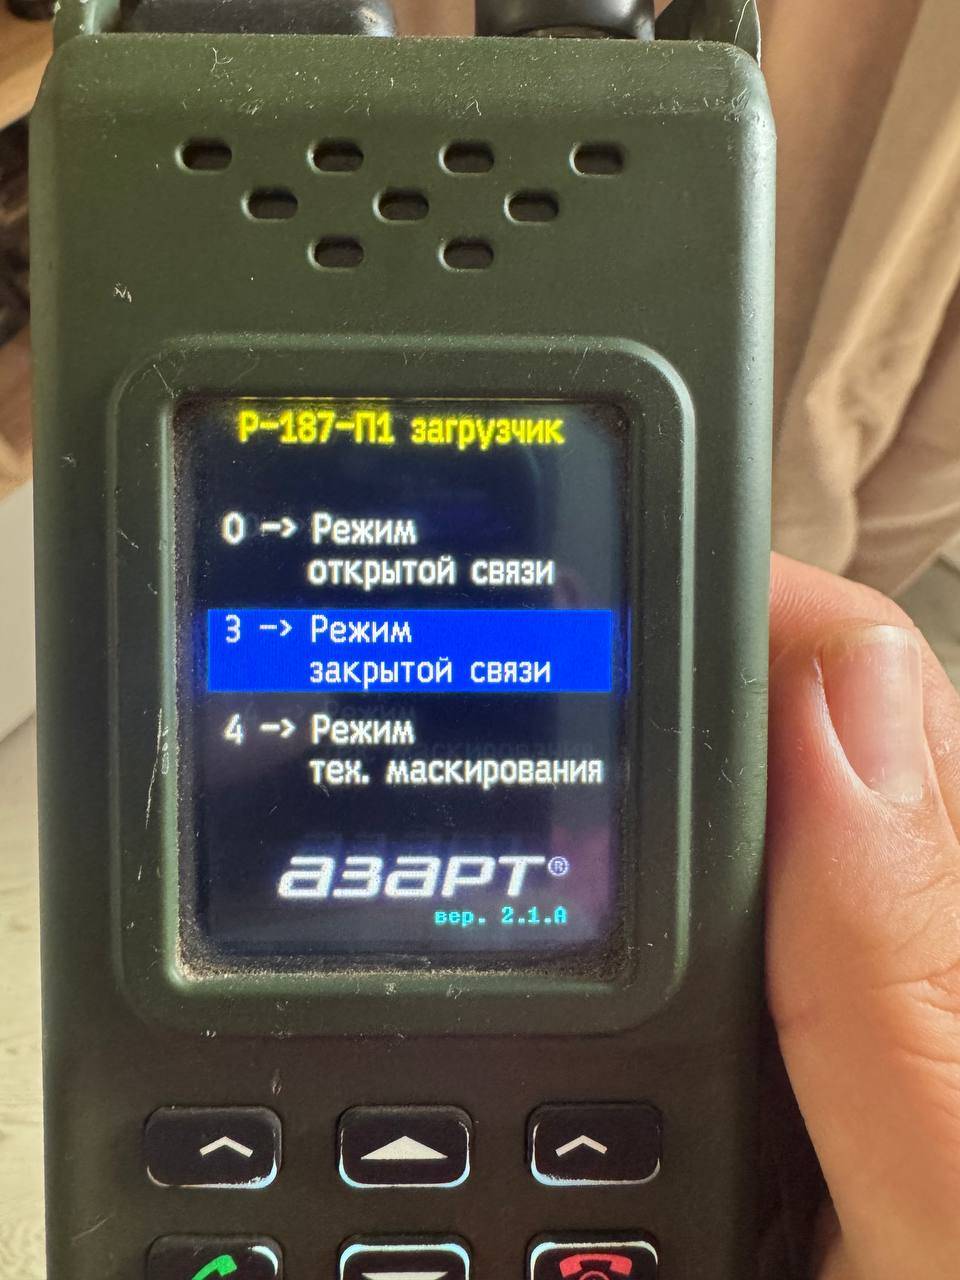 Р-187-П1 загрузчик
0 -> Режим
открытой связи
3 -> Режим
закрытой связи
4 -> Режим
тех. маскирования
азарт®
вер. 2.1.A